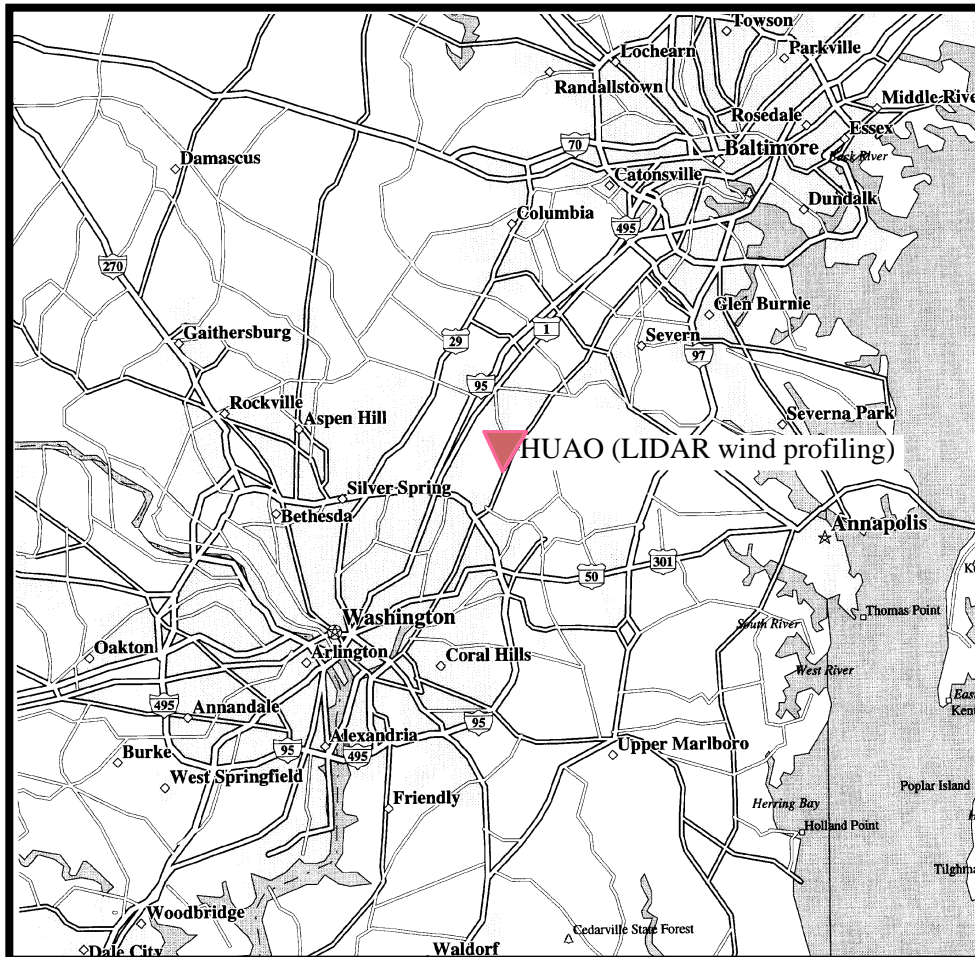 Towson
Lochearn
Parkville
Randallstown
Middle River
Rosedale
Essex
70
Baltimore
Damascus
Back River
Catonsville
Columbia
Dundalk
495
270
Glen Burnie
1
Gaithersburg
29
Severn
97
95
Rockville
Aspen Hill
Severna Park
HUAO (LIDAR wind profiling)
Silver Spring
Bethesda
Annapolis
301
50
Thomas Point
Washington
South River
Oakton
Arlington
Coral Hills
West River
495
Annandale
95
Alexandria
Burke
95
495
Upper Marlboro
West Springfield
Poplar Island
Friendly
Herring Bay
Holland Point
Woodbridge
Cedarville State Forest
Dale City
Waldorf